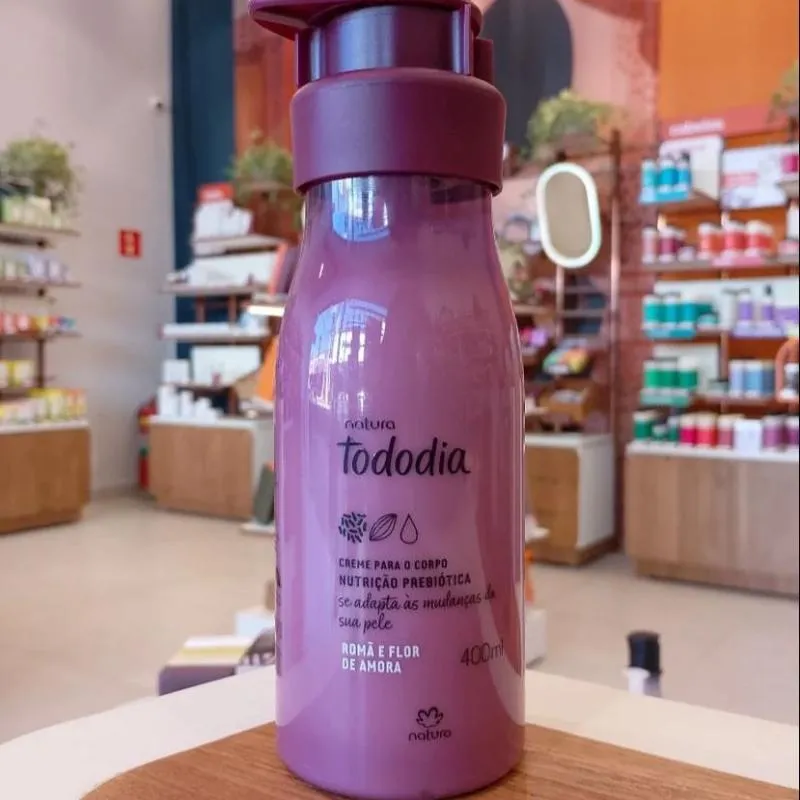 natura
tododia
CREME PARA O CORPO
NUTRIÇÃO PREBIÓTICA
se adapta às mudanças da
sua pele
ROMÃ E FLOR
DE AMORA
400ml
natura